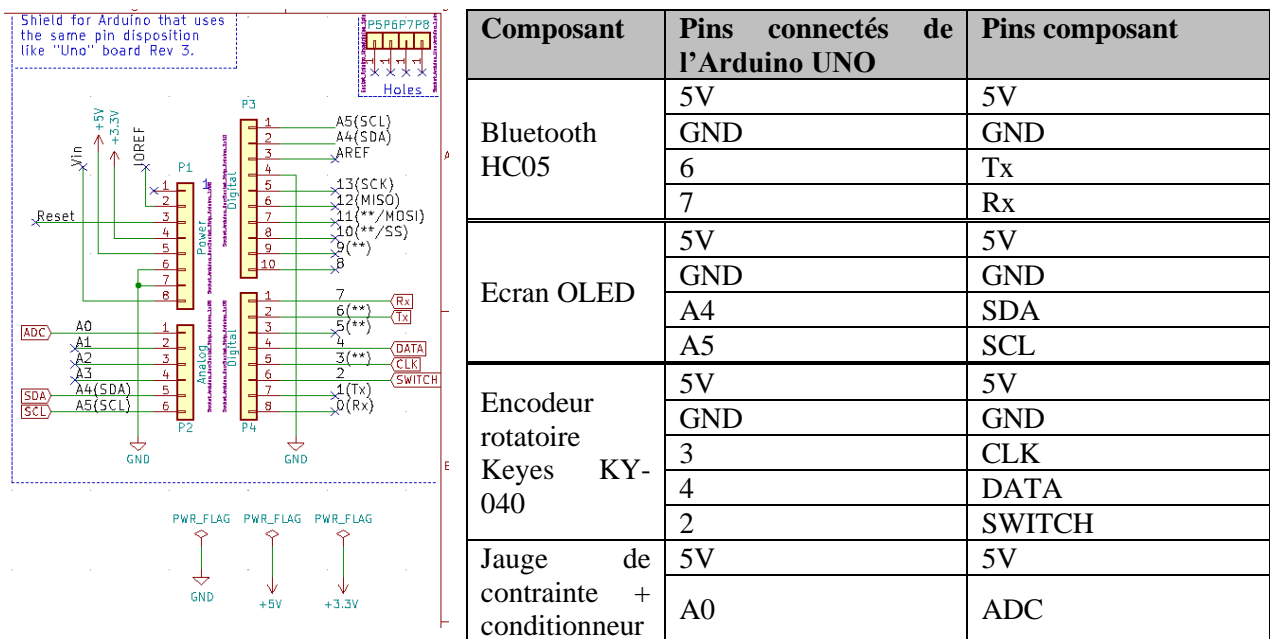 Shield for Arduino that uses
the same pin disposition
like "Uno" board Rev 3.
P5P6P7P8
1 1 1 1
Holes
+5V
+3.3V
Vin
IOREF
P1
1
1
2
3
4
5
6
7
8
Reset
Power
P3
1 A5(SCL)
2 A4(SDA)
3 AREF
4
5 13(SCK)
6 12(MISO)
7 11(**/MOSI)
8 10(**/SS)
9 9(**)
10 8
Digital
1 7 Rx
2 6(**) Tx
3 5(**)
4 4 DATA
5 3(**) CLK
6 2 SWITCH
7 1(Tx)
8 0(Rx)
Digital
P4
ADC A0 1
A1 2
A2 3
A3 4
SDA A4(SDA) 5
SCL A5(SCL) 6
Analog
P2
GND
GND
A
B
PWR_FLAG PWR_FLAG PWR_FLAG
GND
+5V
+3.3V
Composant Pins connectés de Pins composant
l’Arduino UNO
Bluetooth
HC05
5V 5V
GND GND
6 Tx
7 Rx
Ecran OLED
5V 5V
GND GND
A4 SDA
A5 SCL
Encodeur
rotatoire
Keyes KY-
040
5V 5V
GND GND
3 CLK
4 DATA
2 SWITCH
Jauge de
contrainte +
conditionneur
5V 5V
A0 ADC